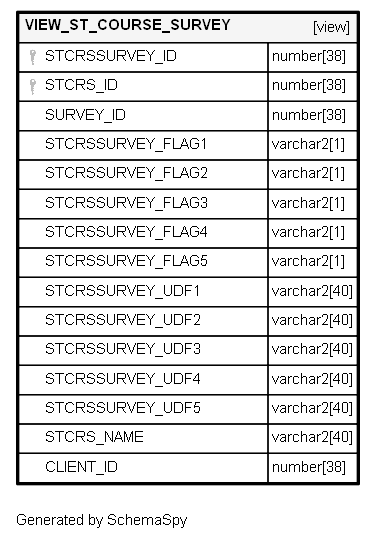 VIEW_ST_COURSE_SURVEY [view]
STCRSSURVEY_ID number[38]
STCRS_ID number[38]
SURVEY_ID number[38]
STCRSSURVEY_FLAG1 varchar2[1]
STCRSSURVEY_FLAG2 varchar2[1]
STCRSSURVEY_FLAG3 varchar2[1]
STCRSSURVEY_FLAG4 varchar2[1]
STCRSSURVEY_FLAG5 varchar2[1]
STCRSSURVEY_UDF1 varchar2[40]
STCRSSURVEY_UDF2 varchar2[40]
STCRSSURVEY_UDF3 varchar2[40]
STCRSSURVEY_UDF4 varchar2[40]
STCRSSURVEY_UDF5 varchar2[40]
STCRS_NAME varchar2[40]
CLIENT_ID number[38]
Generated by SchemaSpy